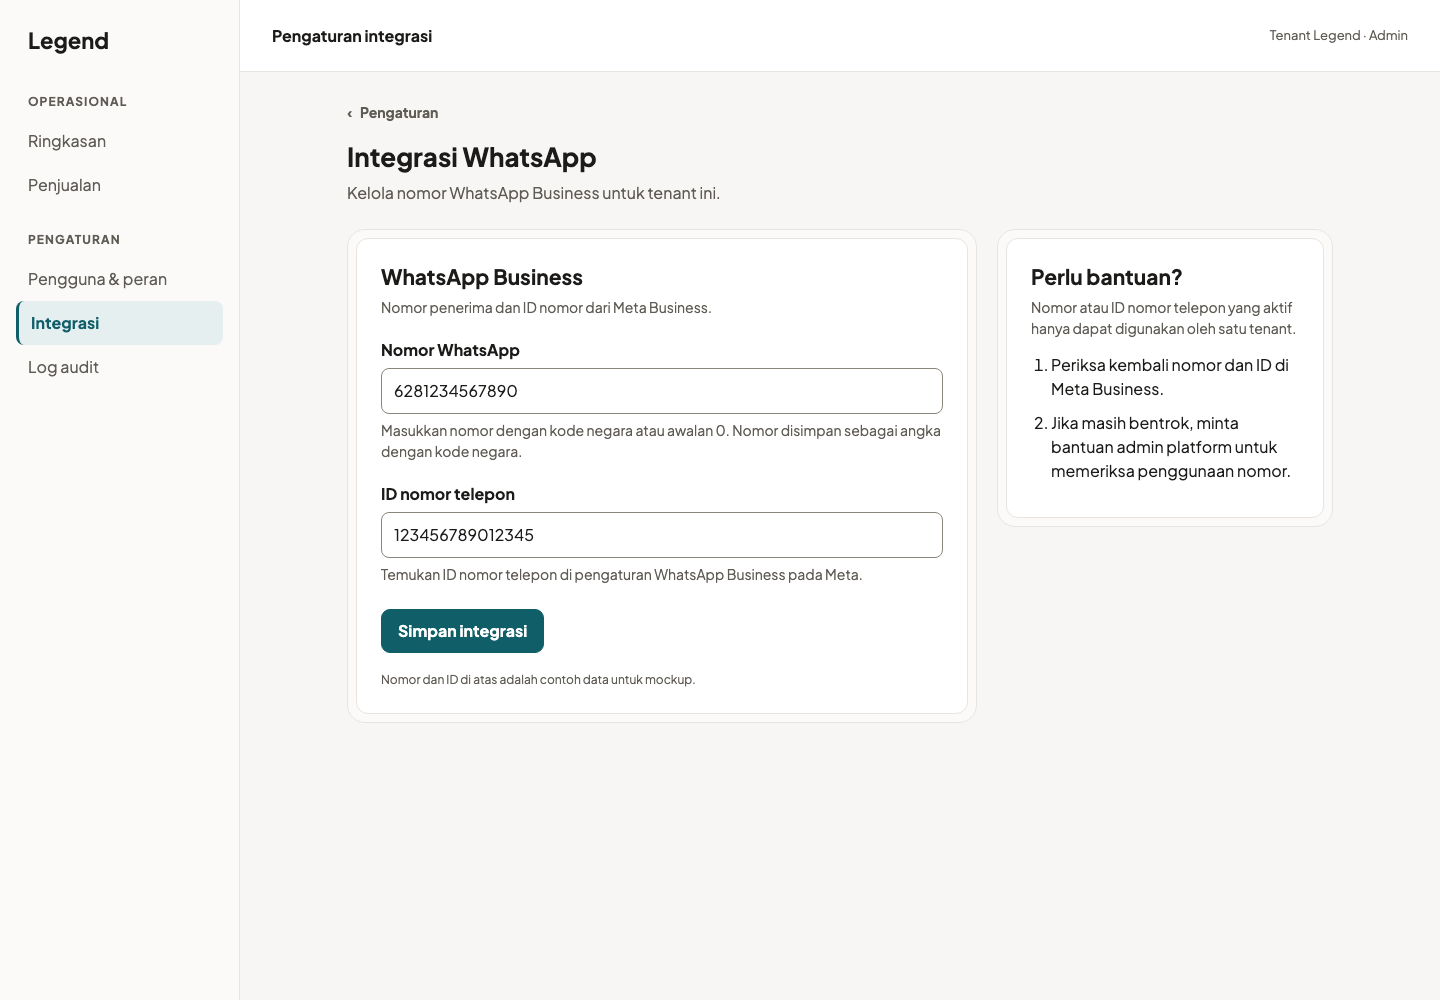 Legend
OPERASIONAL
Ringkasan
Penjualan
PENGATURAN
Pengguna & peran
Integrasi
Log audit
Pengaturan integrasi
Tenant Legend · Admin
‹ Pengaturan
Integrasi WhatsApp
Kelola nomor WhatsApp Business untuk tenant ini.
WhatsApp Business
Nomor penerima dan ID nomor dari Meta Business.
Nomor WhatsApp
6281234567890
Masukkan nomor dengan kode negara atau awalan 0. Nomor disimpan sebagai angka
dengan kode negara.
ID nomor telepon
123456789012345
Temukan ID nomor telepon di pengaturan WhatsApp Business pada Meta.
Simpan integrasi
Nomor dan ID di atas adalah contoh data untuk mockup.
Perlu bantuan?
Nomor atau ID nomor telepon yang aktif
hanya dapat digunakan oleh satu tenant.
1. Periksa kembali nomor dan ID di
Meta Business.
2. Jika masih bentrok, minta
bantuan admin platform untuk
memeriksa penggunaan nomor.